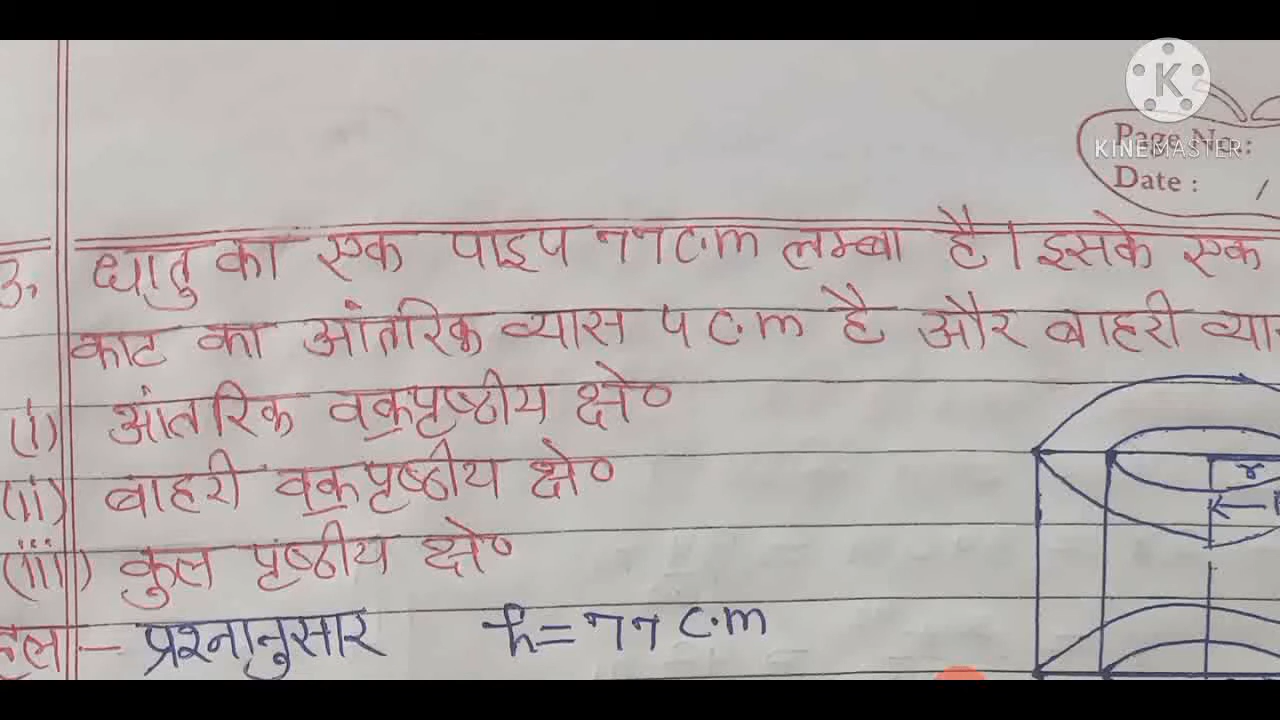 K
KINEMASTER
Page No.:
Date :
3. धातु का एक पाइप 77 c.m लम्बा है। इसके एक
काट का आंतरिक व्यास 4 c.m है और बाहरी व्या
(i) आंतरिक वक्रपृष्ठीय क्षे०
(ii) बाहरी वक्रपृष्ठीय क्षे०
(iii) कुल पृष्ठीय क्षे०
हल :- प्रश्नानुसार h = 77 c.m
r